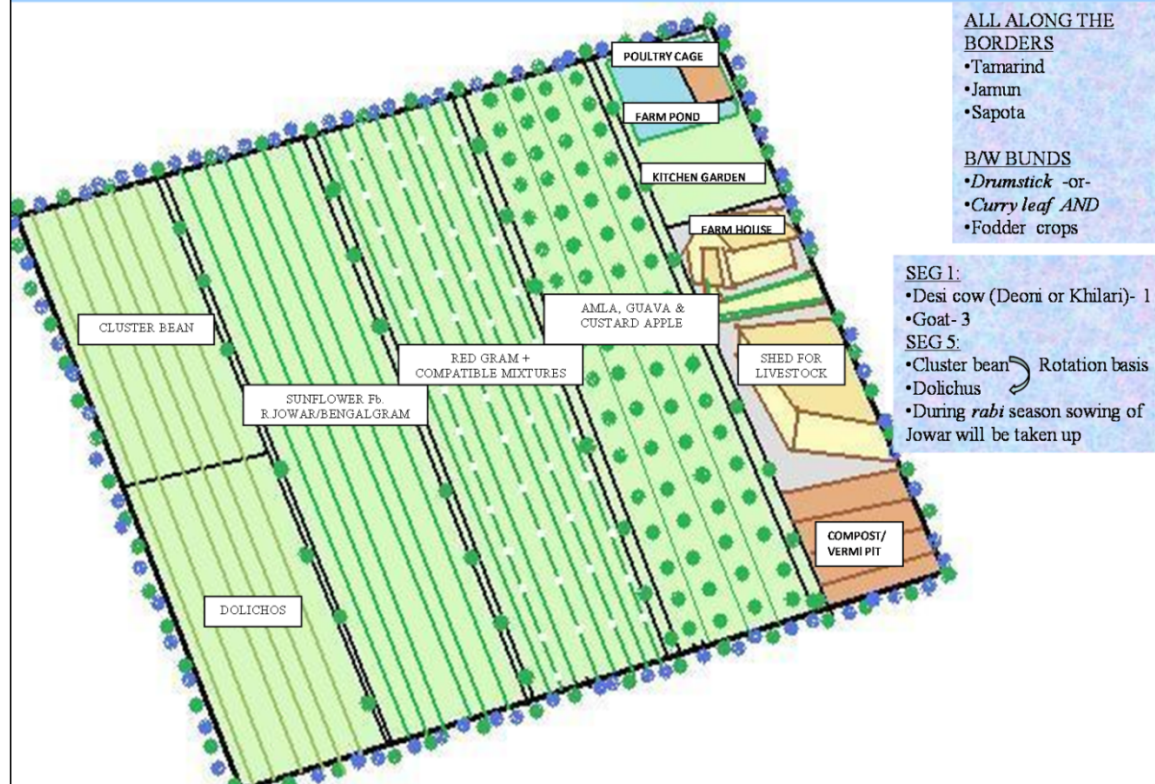 ALL ALONG THE
BORDERS
•Tamarind
•Jamun
•Sapota
B/W BUNDS
•Drumstick -or-
•Curry leaf AND
•Fodder crops
SEG 1:
•Desi cow (Deoni or Khilari)- 1
•Goat- 3
SEG 5:
•Cluster bean Rotation basis
•Dolichus
•During rabi season sowing of
Jowar will be taken up
POULTRY CAGE
FARM POND
KITCHEN GARDEN
FARM HOUSE
AMLA, GUAVA &
CUSTARD APPLE
CLUSTER BEAN
RED GRAM +
COMPATIBLE MIXTURES
SHED FOR
LIVESTOCK
SUNFLOWER Fb.
R.JOWAR/BENGALGRAM
COMPOST/
VERMI PIT
DOLICHOS